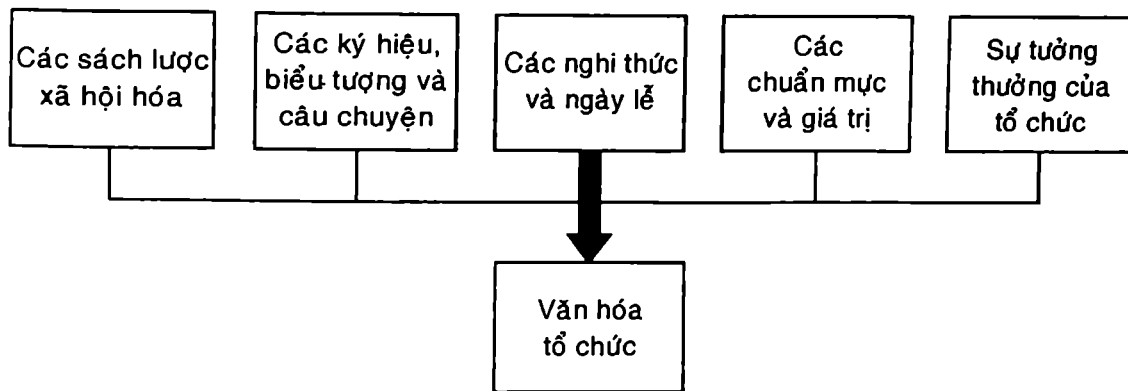 Các sách lược
xã hội hóa
Các ký hiệu,
biểu tượng và
câu chuyện
Các nghi thức
và ngày lễ
Các
chuẩn mực
và giá trị
Sự tưởng
thưởng của
tổ chức
Văn hóa
tổ chức